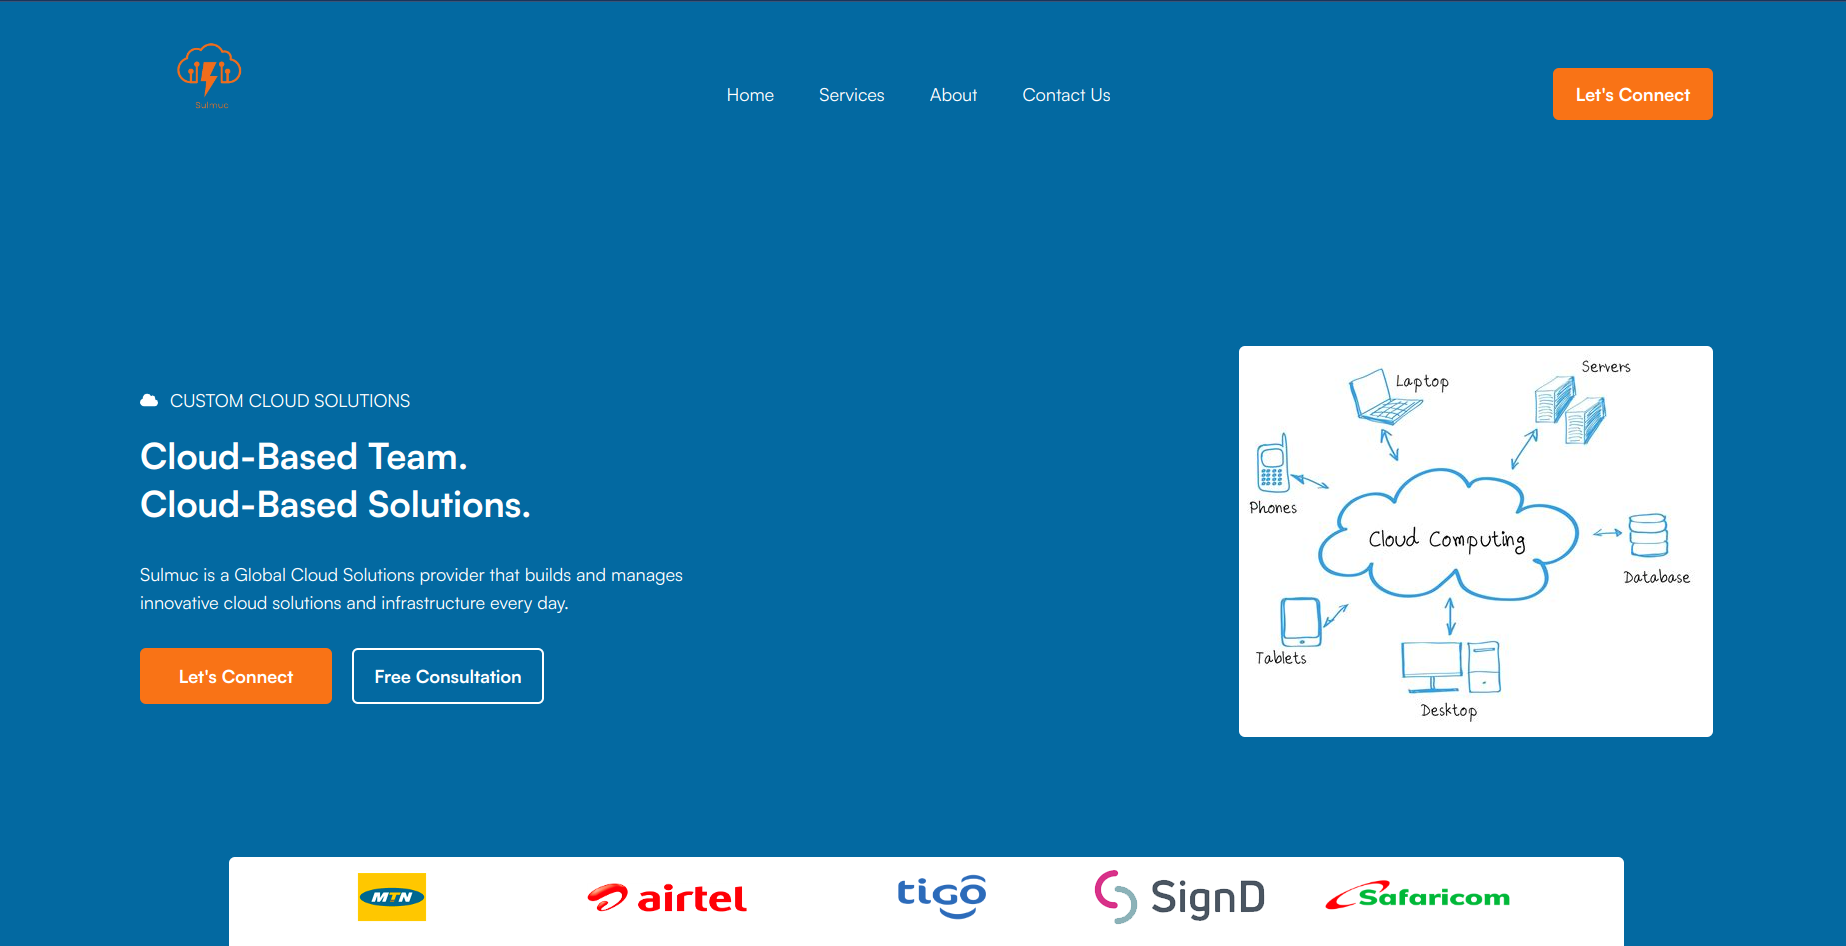 Sulmuc
Home
Services
About
Contact Us
Let's Connect
CUSTOM CLOUD SOLUTIONS
Cloud-Based Team.
Cloud-Based Solutions.
Sulmuc is a Global Cloud Solutions provider that builds and manages
innovative cloud solutions and infrastructure every day.
Let's Connect
Free Consultation
Laptop
Servers
Phones
Cloud Computing
Database
Tablets
Desktop
MTN
airtel
tigo
SignD
Safaricom